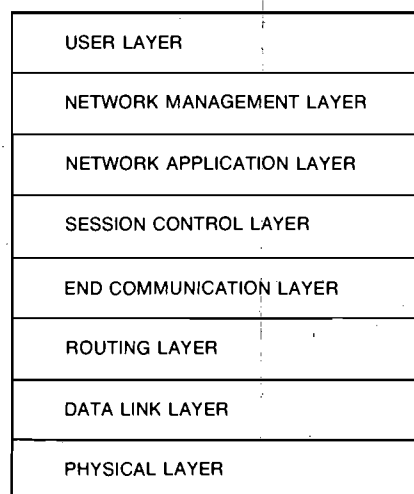 USER LAYER
NETWORK MANAGEMENT LAYER
NETWORK APPLICATION LAYER
SESSION CONTROL LAYER
END COMMUNICATION LAYER
ROUTING LAYER
DATA LINK LAYER
PHYSICAL LAYER